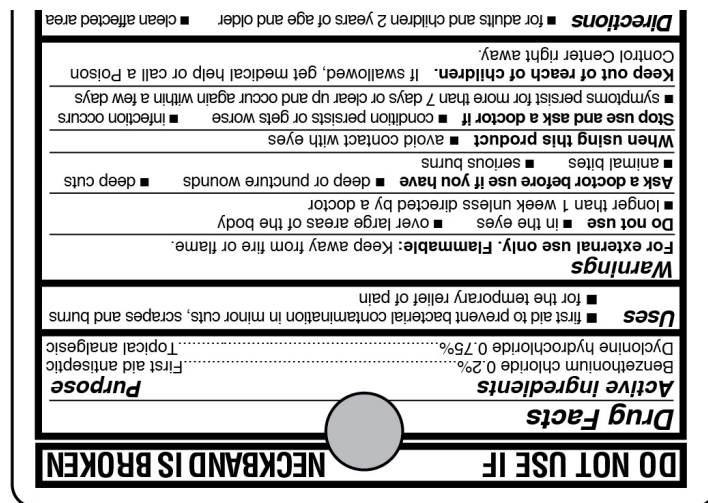 DO NOT USE IF NECKBAND IS BROKEN
Drug Facts
Active ingredients Purpose
Benzethonium chloride 0.2%......................................................First aid antiseptic
Dyclonine hydrochloride 0.75%................................................Topical analgesic
Uses ■ first aid to prevent bacterial contamination in minor cuts, scrapes and burns
■ for the temporary relief of pain
Warnings
For external use only. Flammable: Keep away from fire or flame.
Do not use ■ in the eyes ■ over large areas of the body
■ longer than 1 week unless directed by a doctor
Ask a doctor before use if you have ■ deep or puncture wounds ■ deep cuts
■ animal bites ■ serious burns
When using this product ■ avoid contact with eyes
Stop use and ask a doctor if ■ condition persists or gets worse ■ infection occurs
■ symptoms persist for more than 7 days or clear up and occur again within a few days
Keep out of reach of children. If swallowed, get medical help or call a Poison
Control Center right away.
Directions ■ for adults and children 2 years of age and older ■ clean affected area